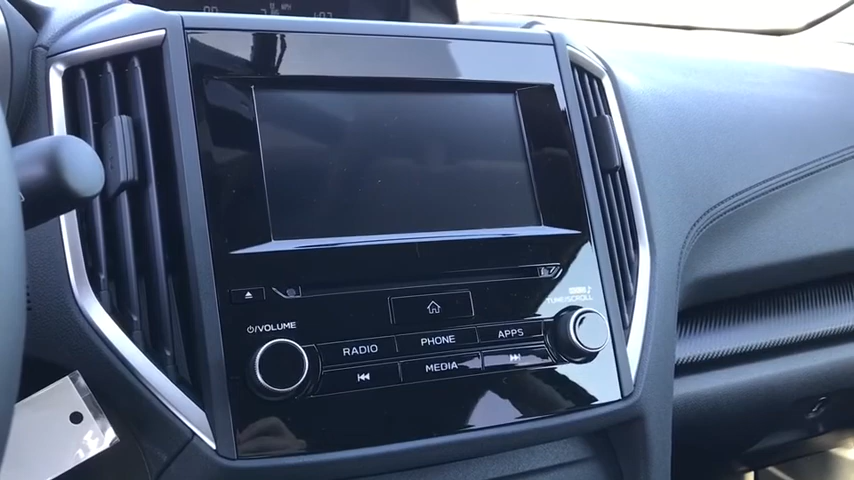 VOLUME
TUNE/SCROLL
RADIO
PHONE
APPS
MEDIA